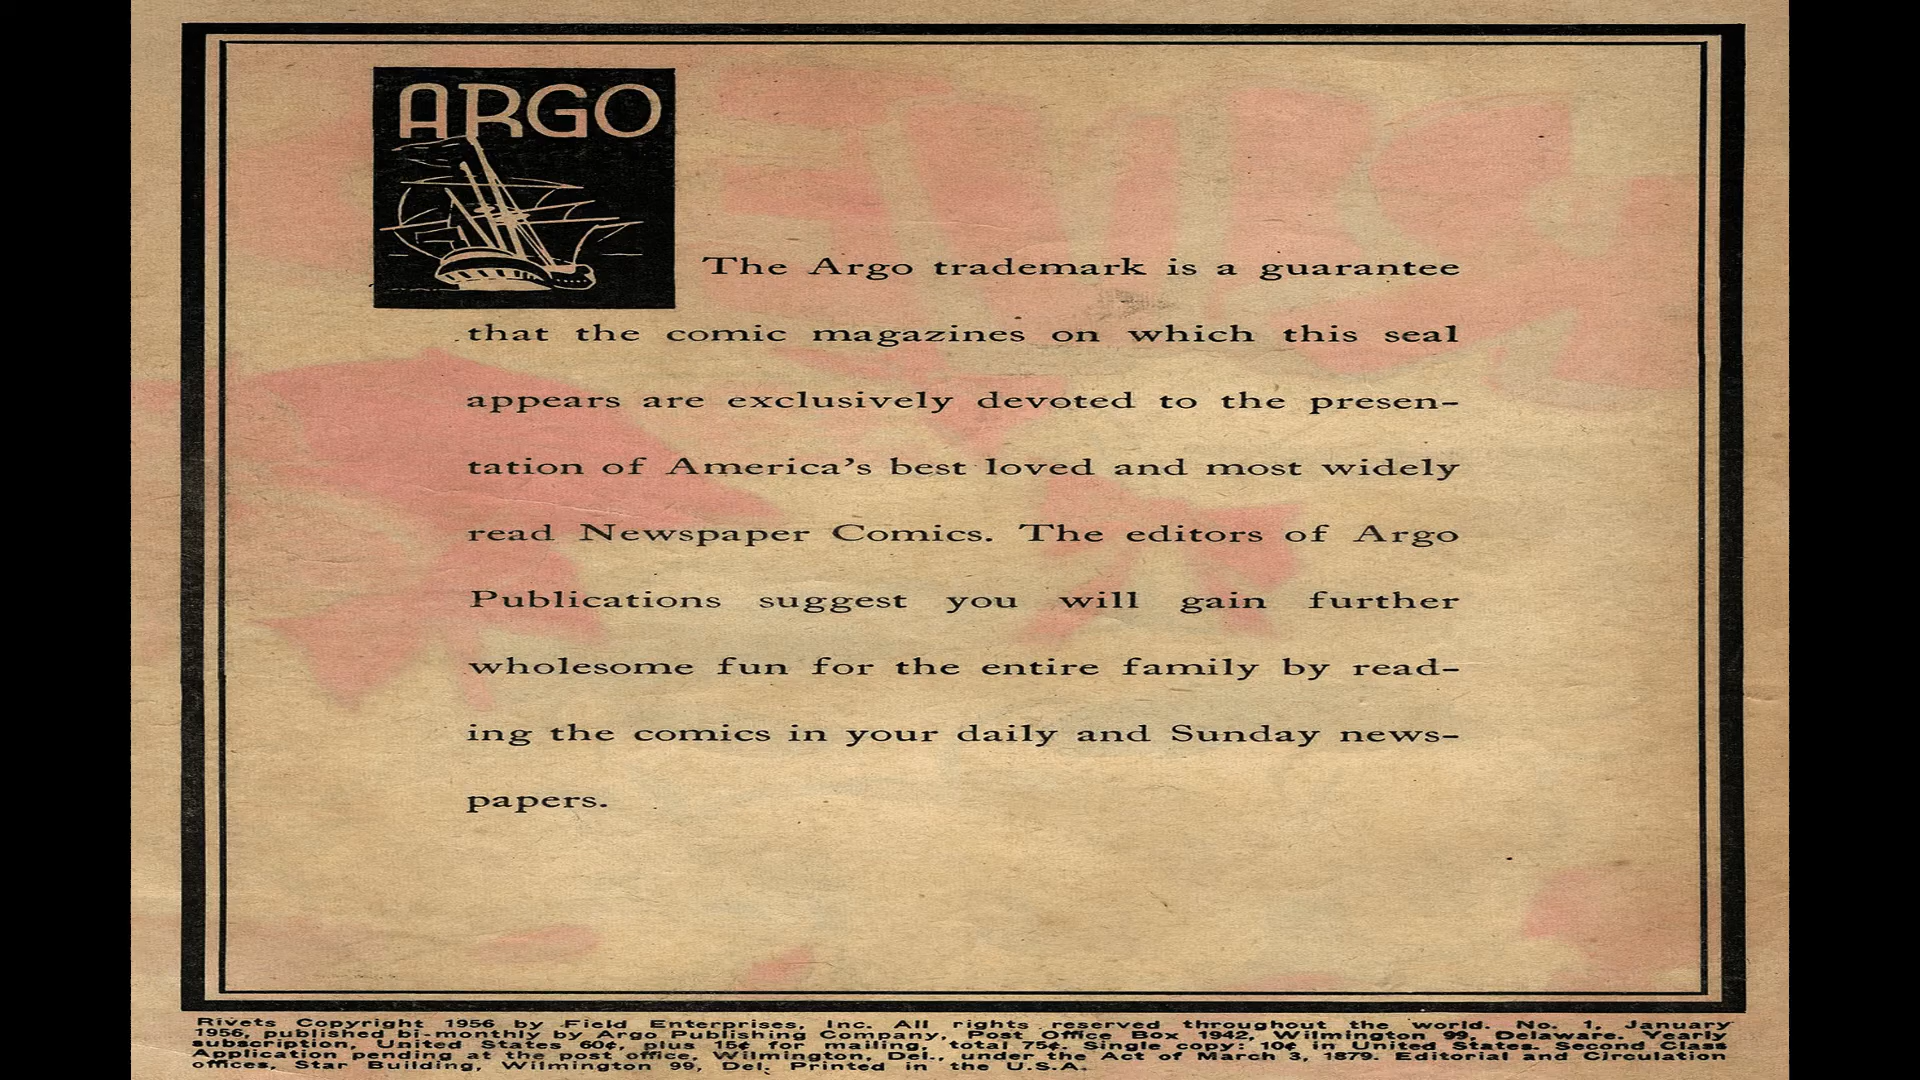 ARGO
The Argo trademark is a guarantee
that the comic magazines on which this seal
appears are exclusively devoted to the presen-
tation of America's best loved and most widely
read Newspaper Comics. The editors of Argo
Publications suggest you will gain further
wholesome fun for the entire family by read-
ing the comics in your daily and Sunday news-
papers.
Rivets Copyright 1956 by Field Enterprises, Inc. All rights reserved throughout the world. No. 1, January
1956, published bi-monthly by Argo Publishing Company, Post Office Box 1942, Wilmington 99, Delaware. Yearly
subscription, United States 60¢, plus 15¢ for mailing, total 75¢. Single copy: 10¢ in United States. Second Class
Application pending at the post office, Wilmington, Del., under the Act of March 3, 1879. Editorial and Circulation
offices, Star Building, Wilmington 99, Del. Printed in the U.S.A.